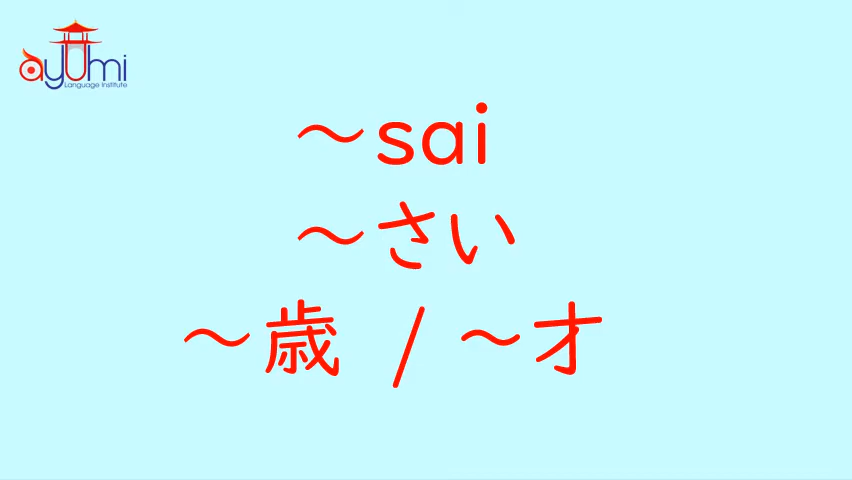 ayumi
Language Institute
～sai
～さい
～歳 / ～才